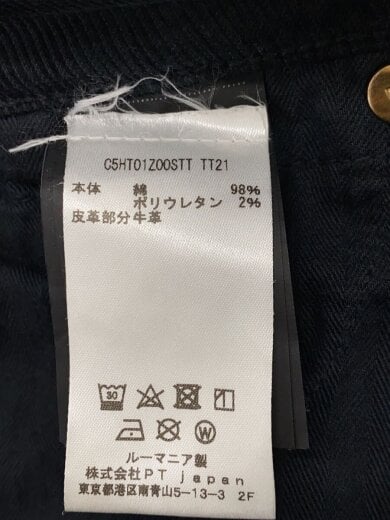 C5HT01Z00STT TT21
本体 綿 98%
ポリウレタン 2%
皮革部分牛革
30
W
ルーマニア製
株式会社PT japan
東京都港区南青山5-13-3 2F